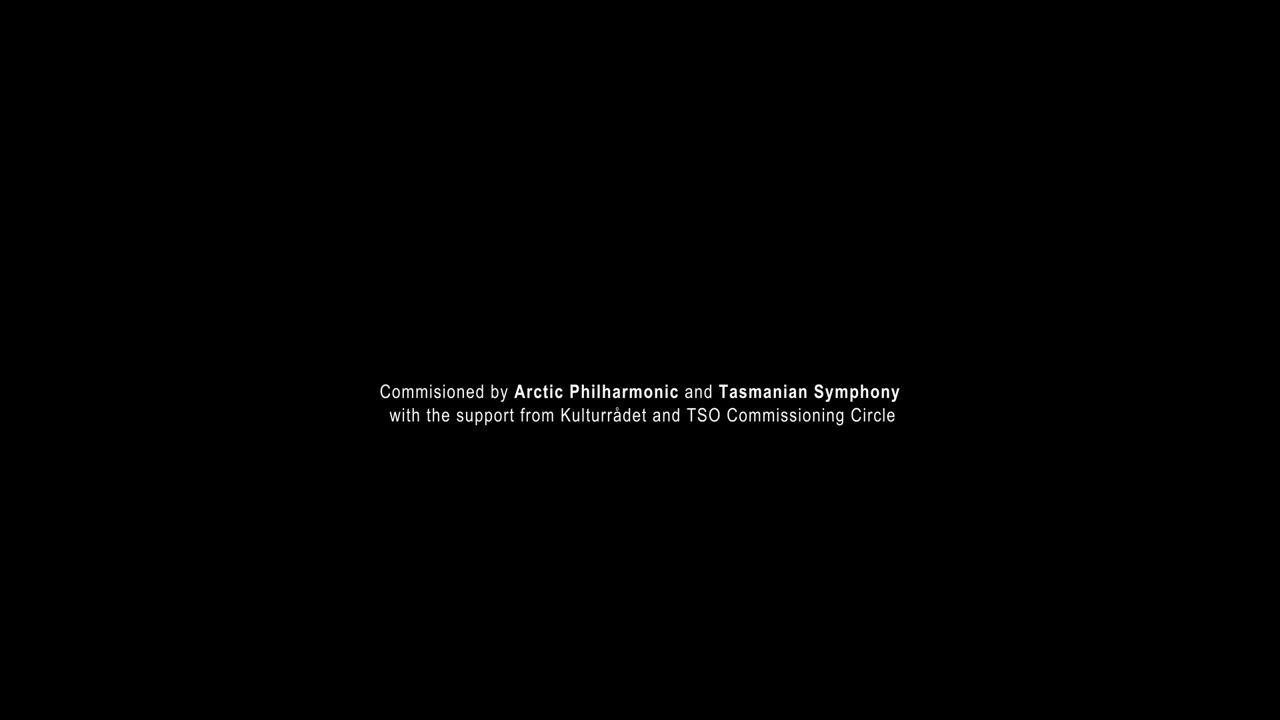 Commisioned by Arctic Philharmonic and Tasmanian Symphony
with the support from Kulturrådet and TSO Commissioning Circle